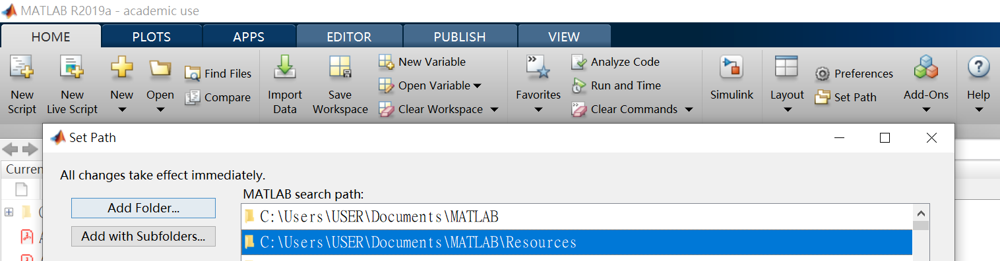 MATLAB R2019a - academic use
HOME PLOTS APPS EDITOR PUBLISH VIEW
New Script
New Live Script
New
Open
Find Files
Compare
Import Data
Save Workspace
New Variable
Open Variable
Clear Workspace
Favorites
Analyze Code
Run and Time
Clear Commands
Simulink
Layout
Preferences
Set Path
Add-Ons
Help
Set Path
All changes take effect immediately.
Add Folder...
Add with Subfolders...
MATLAB search path:
C:\Users\USER\Documents\MATLAB
C:\Users\USER\Documents\MATLAB\Resources